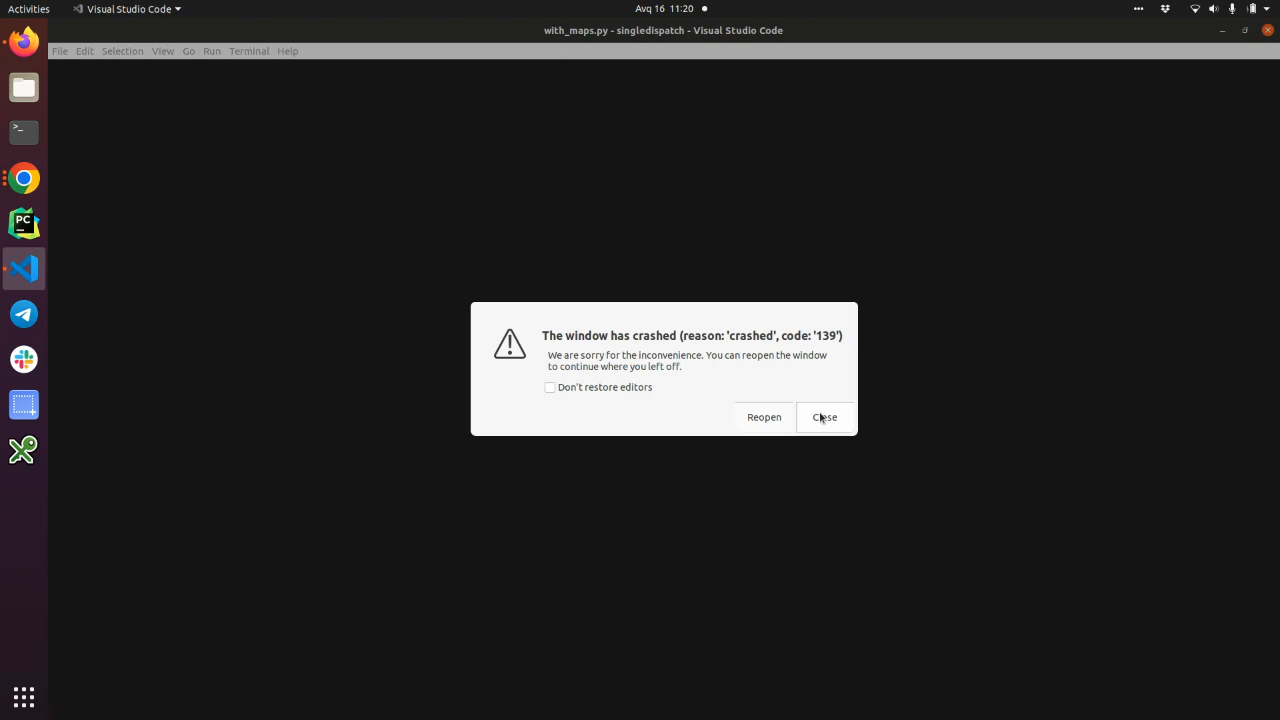 Activities
Visual Studio Code
Avq 16 11:20
with_maps.py - singledispatch - Visual Studio Code
File Edit Selection View Go Run Terminal Help
>_
PC
The window has crashed (reason: 'crashed', code: '139')
We are sorry for the inconvenience. You can reopen the window
to continue where you left off.
Don't restore editors
Reopen
Close